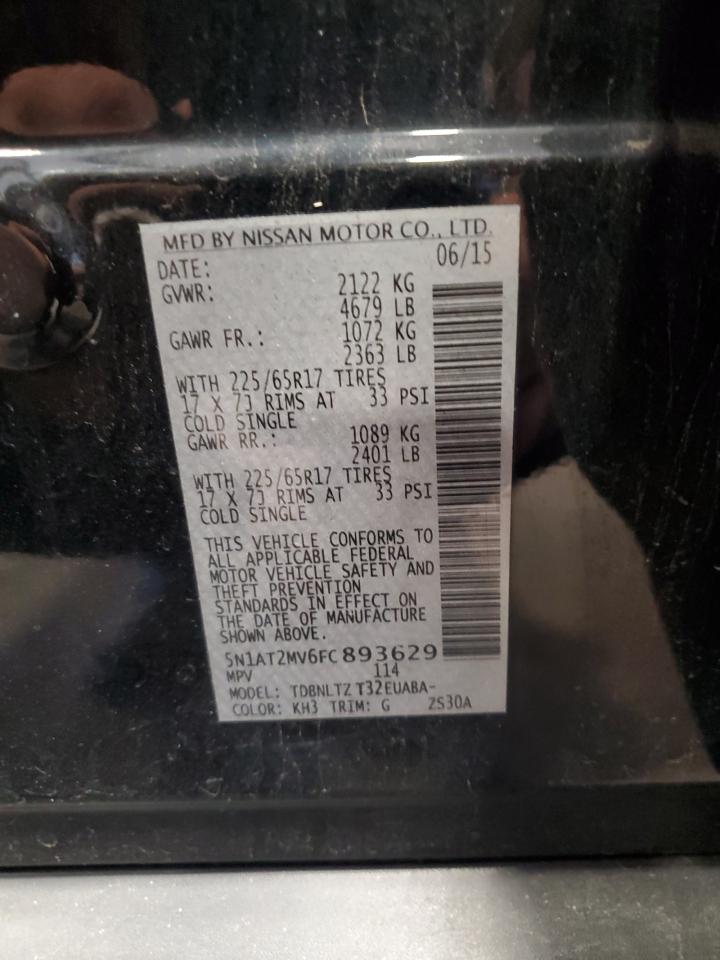 MFD BY NISSAN MOTOR CO., LTD.
DATE: 06/15
GVWR: 2122 KG
4679 LB
GAWR FR.: 1072 KG
2363 LB
WITH 225/65R17 TIRES
17 X 7J RIMS AT 33 PSI
COLD SINGLE
GAWR RR.: 1089 KG
2401 LB
WITH 225/65R17 TIRES
17 X 7J RIMS AT 33 PSI
COLD SINGLE
THIS VEHICLE CONFORMS TO
ALL APPLICABLE FEDERAL
MOTOR VEHICLE SAFETY AND
THEFT PREVENTION
STANDARDS IN EFFECT ON
THE DATE OF MANUFACTURE
SHOWN ABOVE.
5N1AT2MV6FC893629
MPV 114
MODEL: TDBNLTZ T32EUABA-
COLOR: KH3 TRIM: G ZS30A